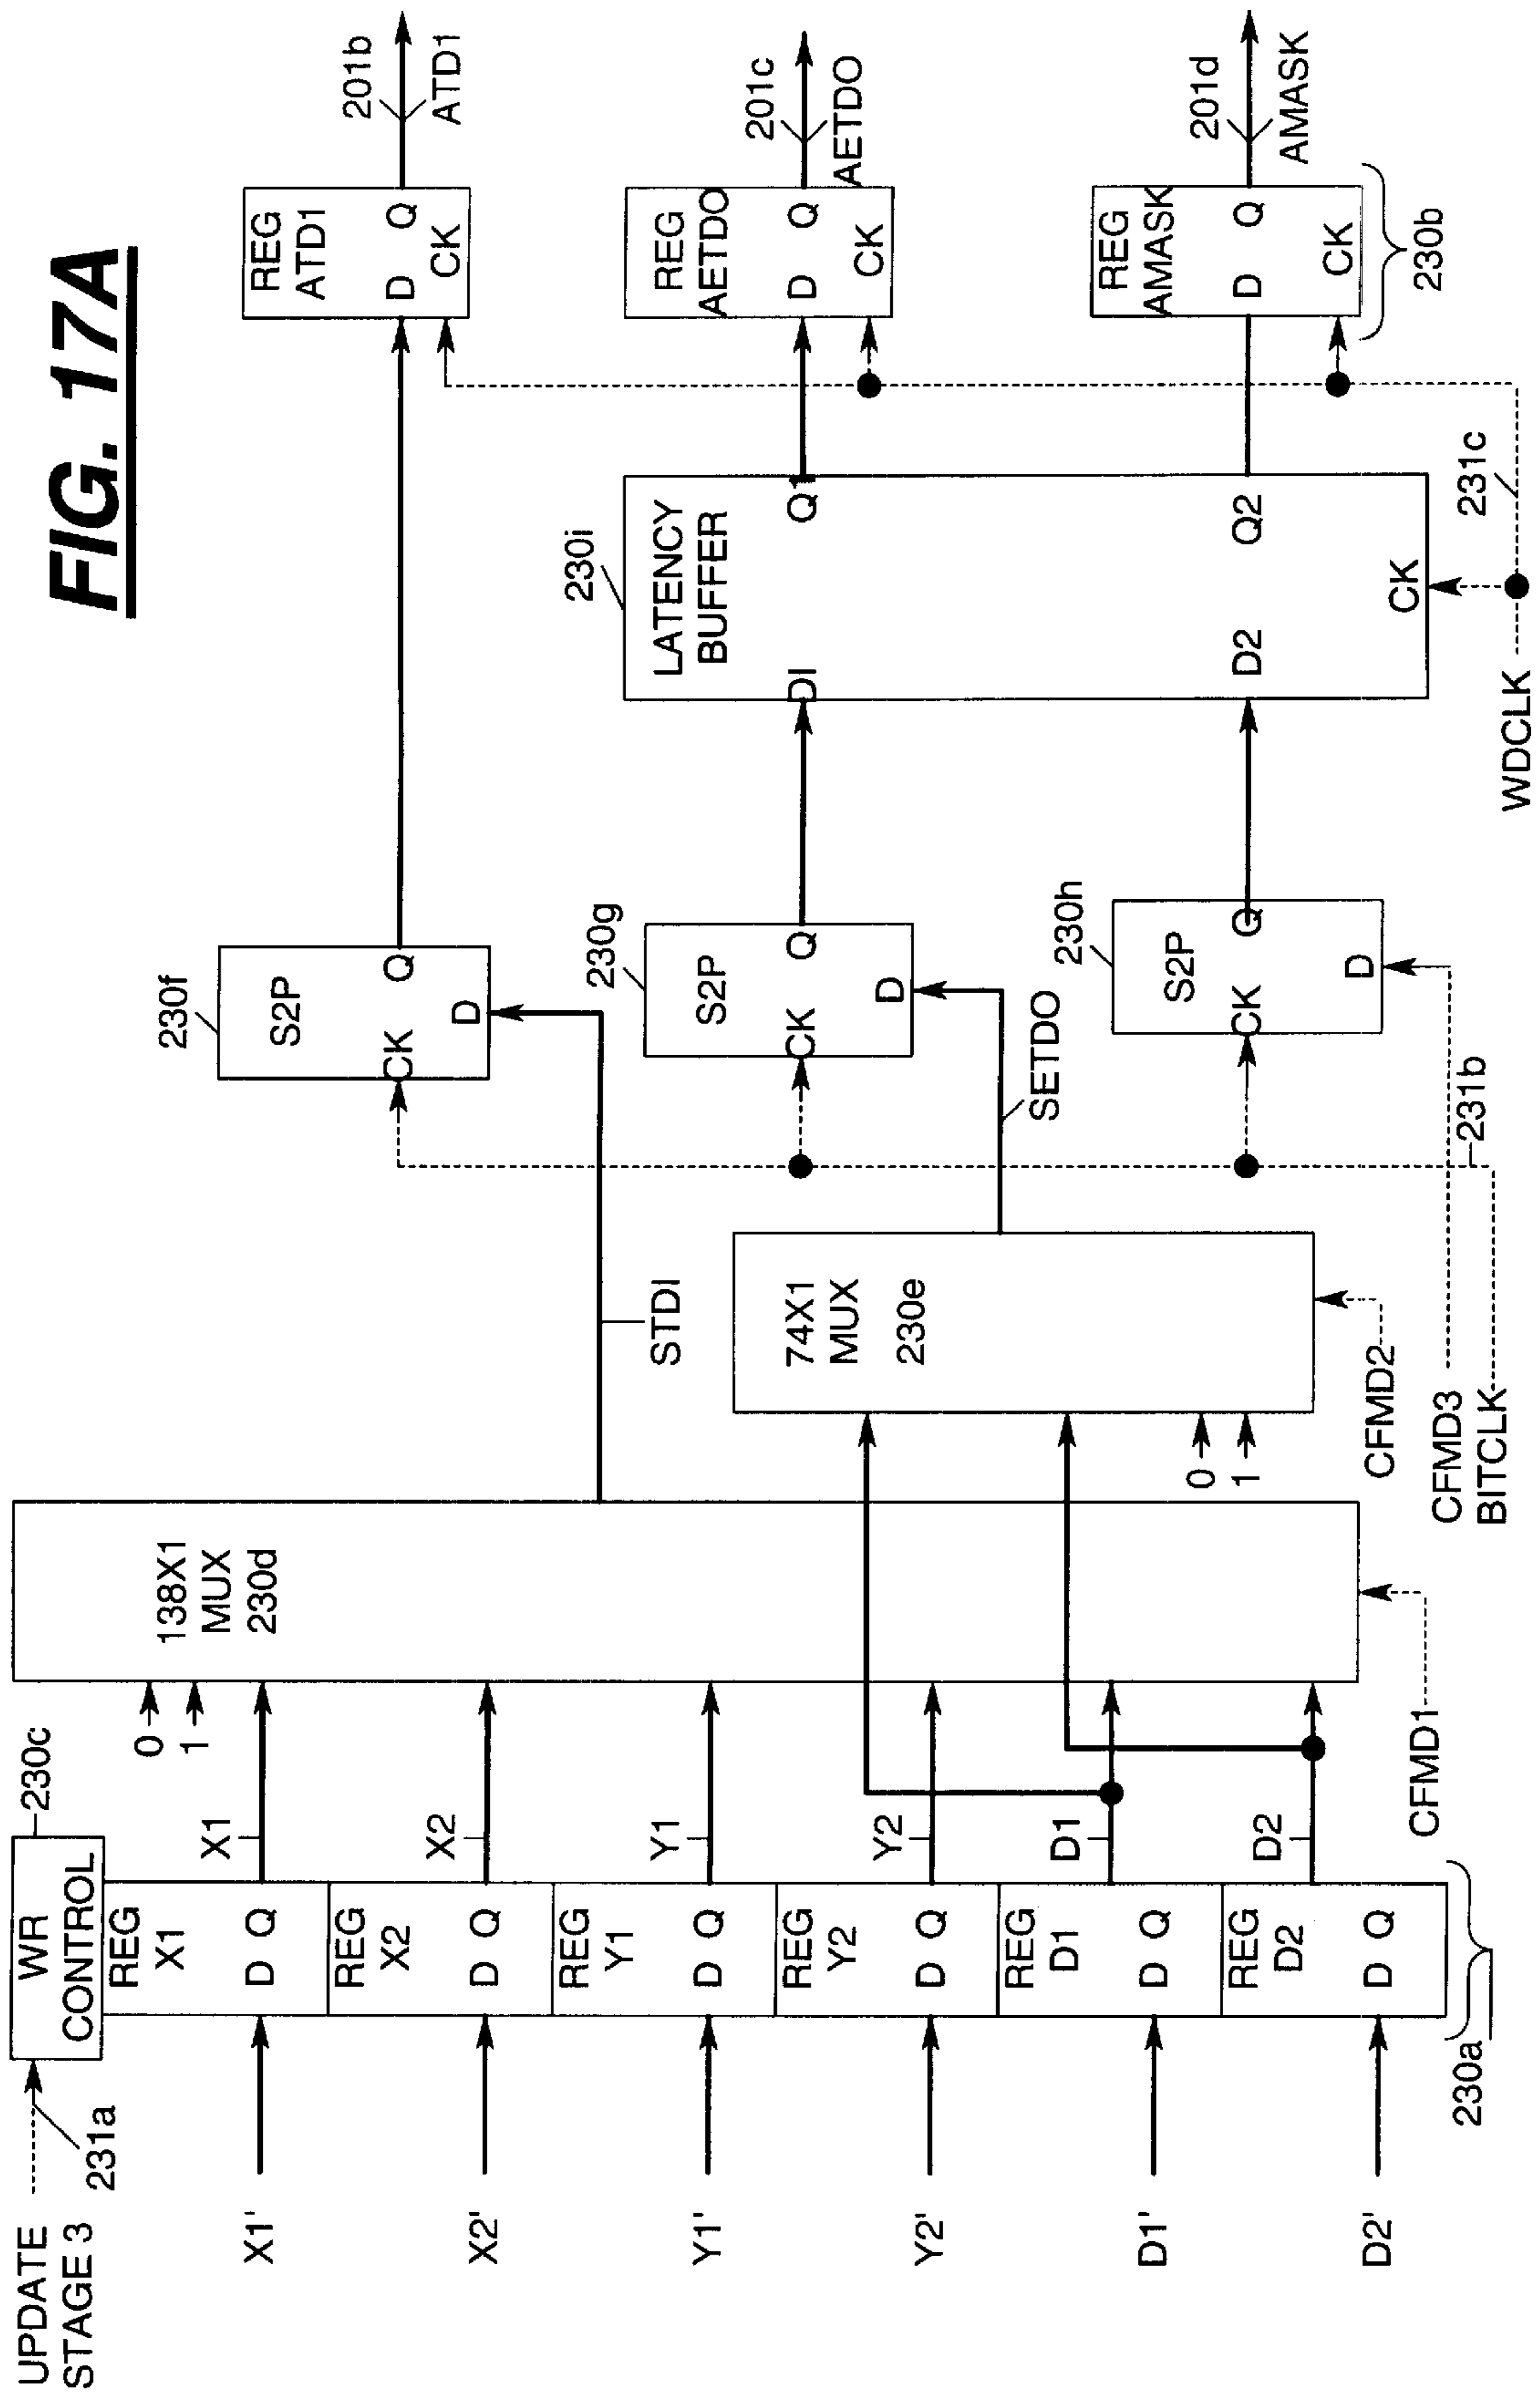 FIG. 17A
UPDATE
STAGE 3
231a
WR
CONTROL
230c
X1'
REG
X1
D Q
X1
X2'
REG
X2
D Q
X2
Y1'
REG
Y1
D Q
Y1
Y2'
REG
Y2
D Q
Y2
D1'
REG
D1
D Q
D1
D2'
REG
D2
D Q
D2
230a
0
1
138X1
MUX
230d
CFMD1
STDI
74X1
MUX
230e
0
1
CFMD2
SETDO
CFMD3
BITCLK
231b
230f
S2P
CK
Q
D
230g
S2P
CK
Q
D
230h
S2P
CK
Q
D
230i
LATENCY
BUFFER
DI
Q1
D2
Q2
CK
WDCLK
231c
REG
ATD1
D Q
CK
201b
ATD1
REG
AETDO
D Q
CK
201c
AETDO
REG
AMASK
D Q
CK
201d
AMASK
230b